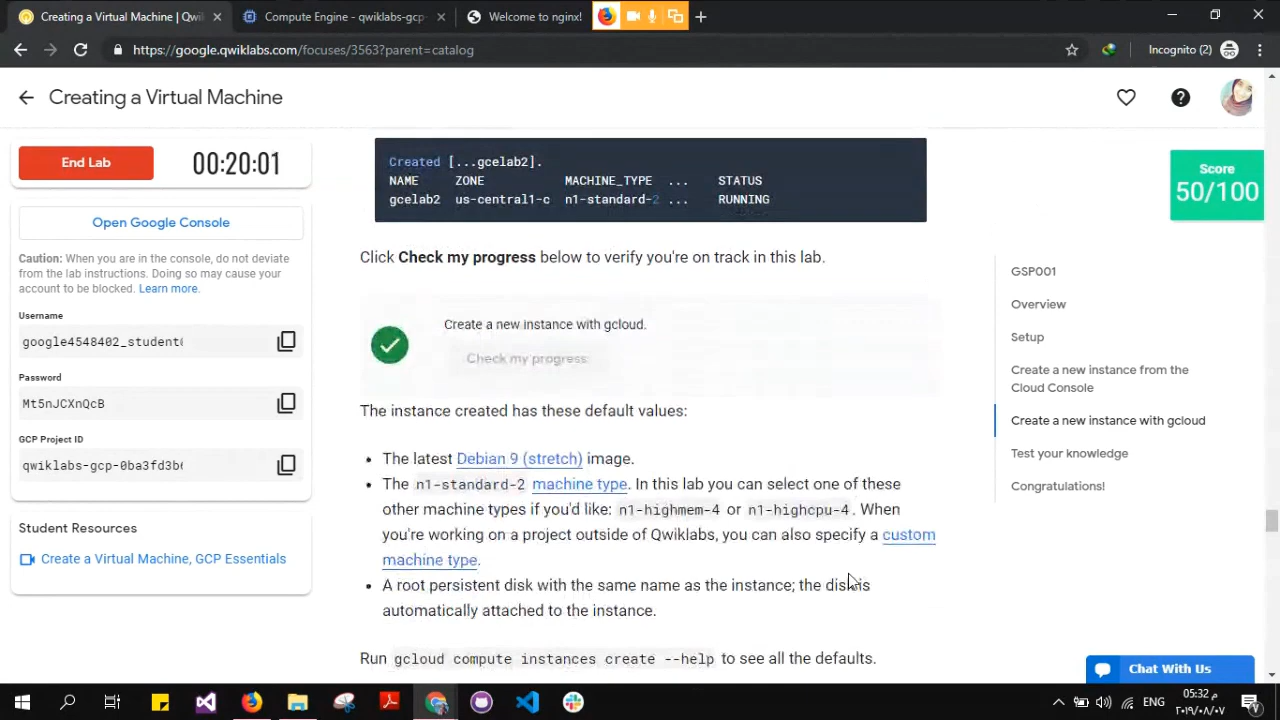 Creating a Virtual Machine | Qwi
Compute Engine - qwiklabs-gcp-
Welcome to nginx!
https://google.qwiklabs.com/focuses/3563?parent=catalog
Incognito (2)
Creating a Virtual Machine
End Lab
00:20:01
Open Google Console
Caution: When you are in the console, do not deviate
from the lab instructions. Doing so may cause your
account to be blocked. Learn more.
Username
google4548402_student
Password
Mt5nJCXnQcB
GCP Project ID
qwiklabs-gcp-0ba3fd3b
Student Resources
Create a Virtual Machine, GCP Essentials
Created [...gcelab2].
NAME ZONE MACHINE_TYPE ... STATUS
gcelab2 us-central1-c n1-standard-2 ... RUNNING
Click Check my progress below to verify you're on track in this lab.
Create a new instance with gcloud.
Check my progress
The instance created has these default values:
• The latest Debian 9 (stretch) image.
• The n1-standard-2 machine type. In this lab you can select one of these
other machine types if you'd like: n1-highmem-4 or n1-highcpu-4. When
you're working on a project outside of Qwiklabs, you can also specify a custom
machine type.
• A root persistent disk with the same name as the instance; the disk is
automatically attached to the instance.
Run gcloud compute instances create --help to see all the defaults.
Score
50/100
GSP001
Overview
Setup
Create a new instance from the
Cloud Console
Create a new instance with gcloud
Test your knowledge
Congratulations!
Chat With Us
ENG
05:32 م
٢٠١٩/٠٨/٠٧